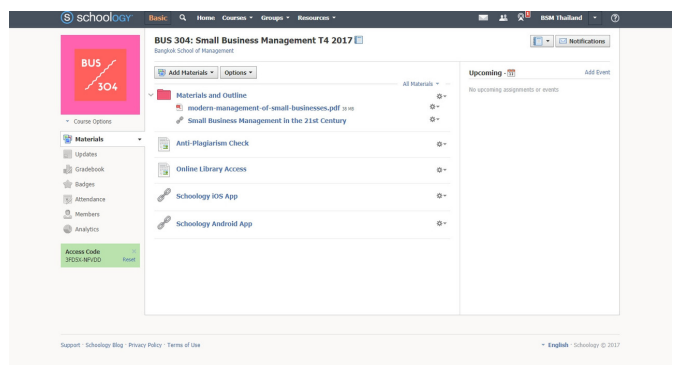 S schoology Basic Home Courses Groups Resources BSM Thailand
BUS 304: Small Business Management T4 2017
Bangkok School of Management
Notifications
BUS
304
Add Materials Options
All Materials
Upcoming
Add Event
No upcoming assignments or events
Materials and Outline
modern-management-of-small-businesses.pdf 38 MB
Small Business Management in the 21st Century
Course Options
Materials
Updates
Gradebook
Badges
Attendance
Members
Analytics
Anti-Plagiarism Check
Online Library Access
Schoology iOS App
Schoology Android App
Access Code
3FDSX-NFVDD Reset
Support · Schoology Blog · Privacy Policy · Terms of Use
English · Schoology © 2017